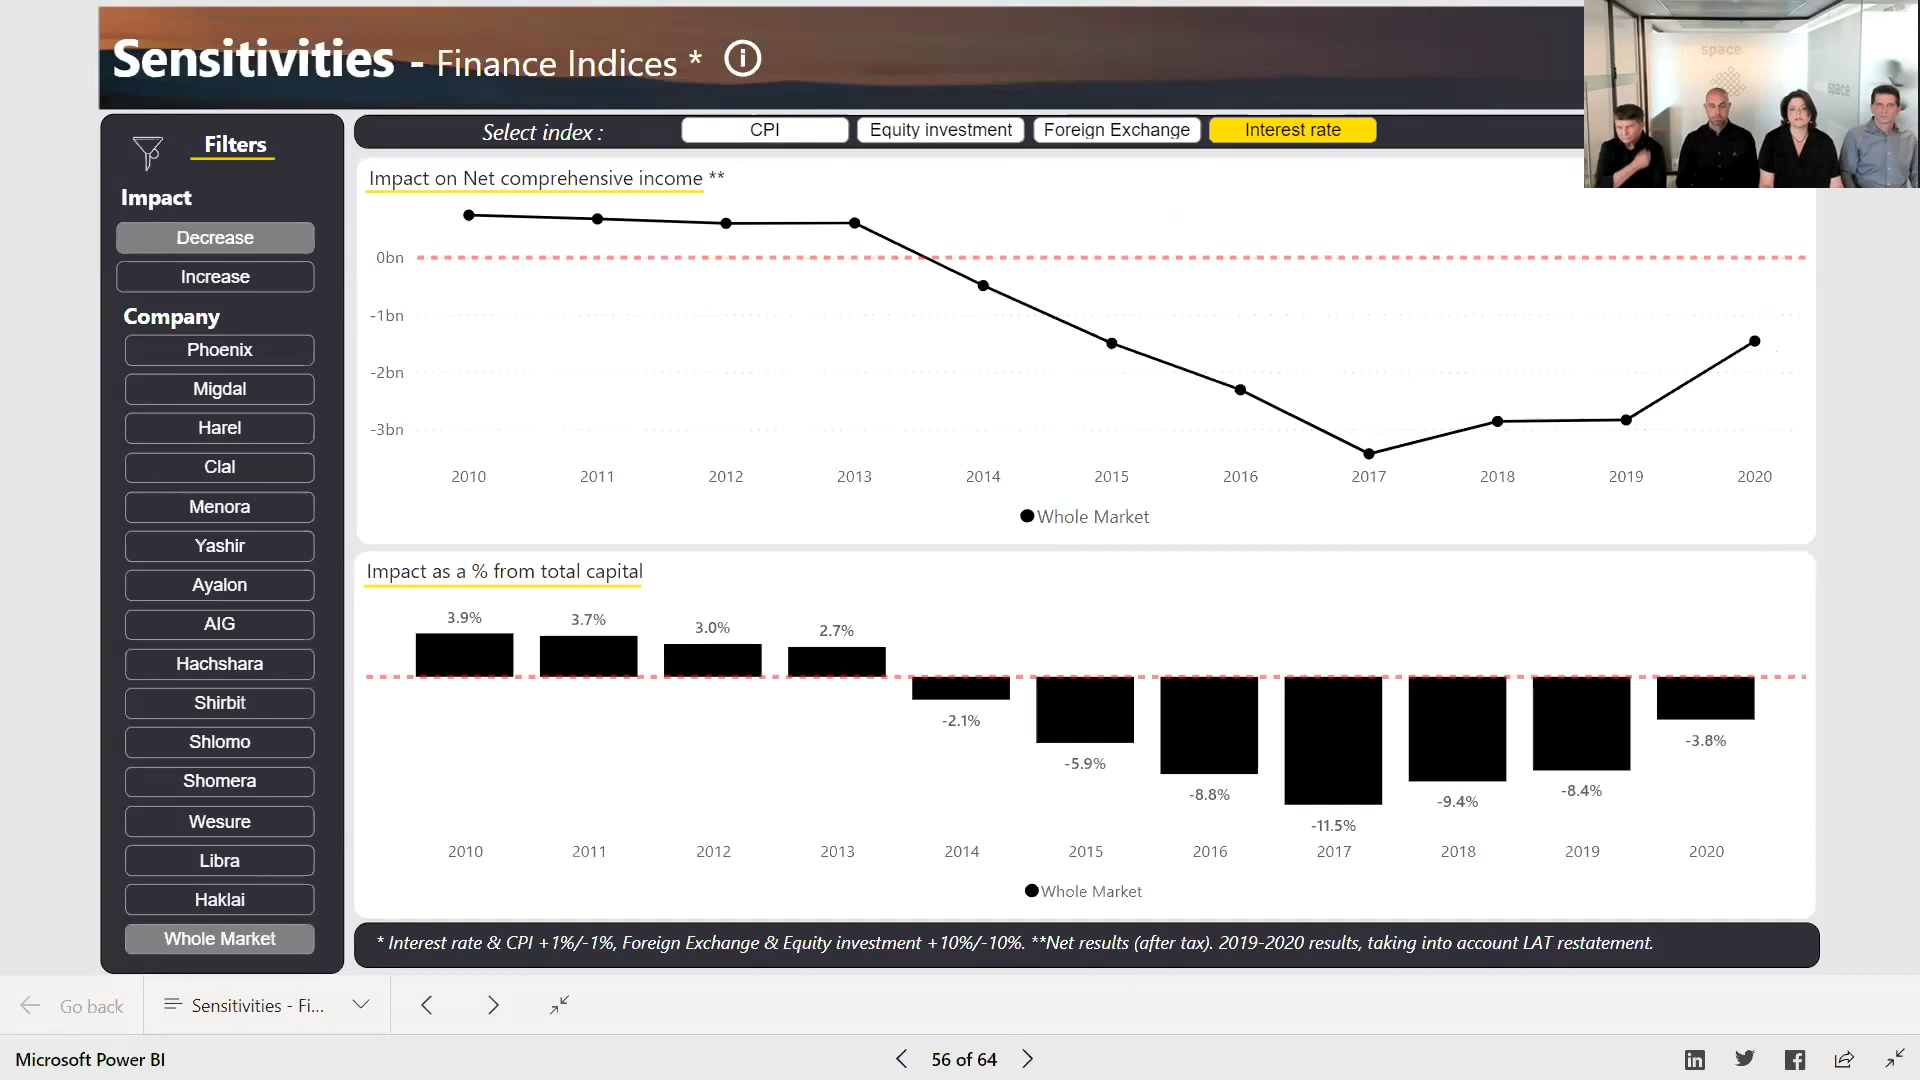 Sensitivities - Finance Indices * i
space
space
Filters
Select index :
CPI
Equity investment
Foreign Exchange
Interest rate
Impact
Decrease
Increase
Company
Phoenix
Migdal
Harel
Clal
Menora
Yashir
Ayalon
AIG
Hachshara
Shirbit
Shlomo
Shomera
Wesure
Libra
Haklai
Whole Market
Impact on Net comprehensive income **
0bn
-1bn
-2bn
-3bn
2010 2011 2012 2013 2014 2015 2016 2017 2018 2019 2020
Whole Market
Impact as a % from total capital
3.9% 3.7% 3.0% 2.7% -2.1% -5.9% -8.8% -11.5% -9.4% -8.4% -3.8%
2010 2011 2012 2013 2014 2015 2016 2017 2018 2019 2020
Whole Market
* Interest rate & CPI +1%/-1%, Foreign Exchange & Equity investment +10%/-10%. **Net results (after tax). 2019-2020 results, taking into account LAT restatement.
Go back
Sensitivities - Fi...
Microsoft Power BI
56 of 64